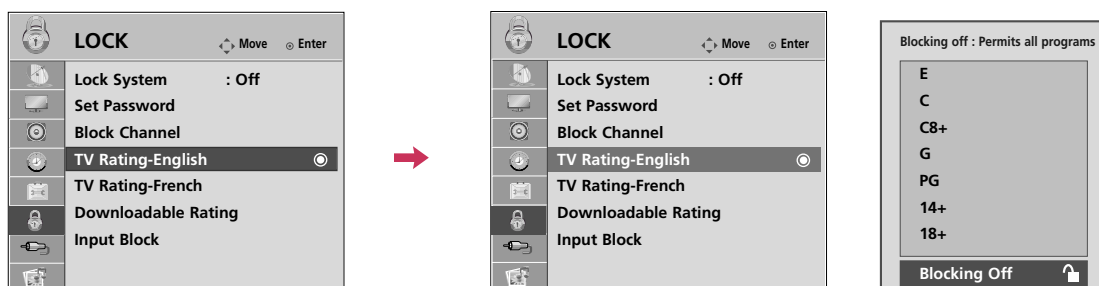 LOCK
Move Enter
Lock System : Off
Set Password
Block Channel
TV Rating-English
TV Rating-French
Downloadable Rating
Input Block
LOCK
Move Enter
Lock System : Off
Set Password
Block Channel
TV Rating-English
TV Rating-French
Downloadable Rating
Input Block
Blocking off : Permits all programs
E
C
C8+
G
PG
14+
18+
Blocking Off